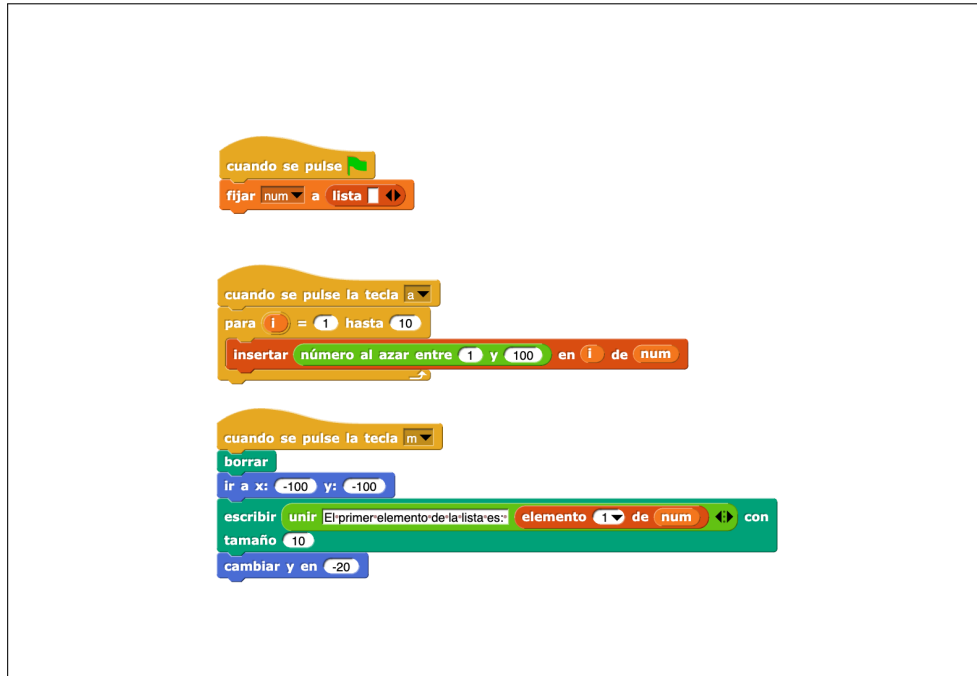 cuando se pulse
fijar num a lista
cuando se pulse la tecla a
para i = 1 hasta 10
insertar número al azar entre 1 y 100 en i de num
cuando se pulse la tecla m
borrar
ir a x: -100 y: -100
escribir unir El·primer·elemento·de·la·lista·es:· elemento 1 de num con
tamaño 10
cambiar y en -20